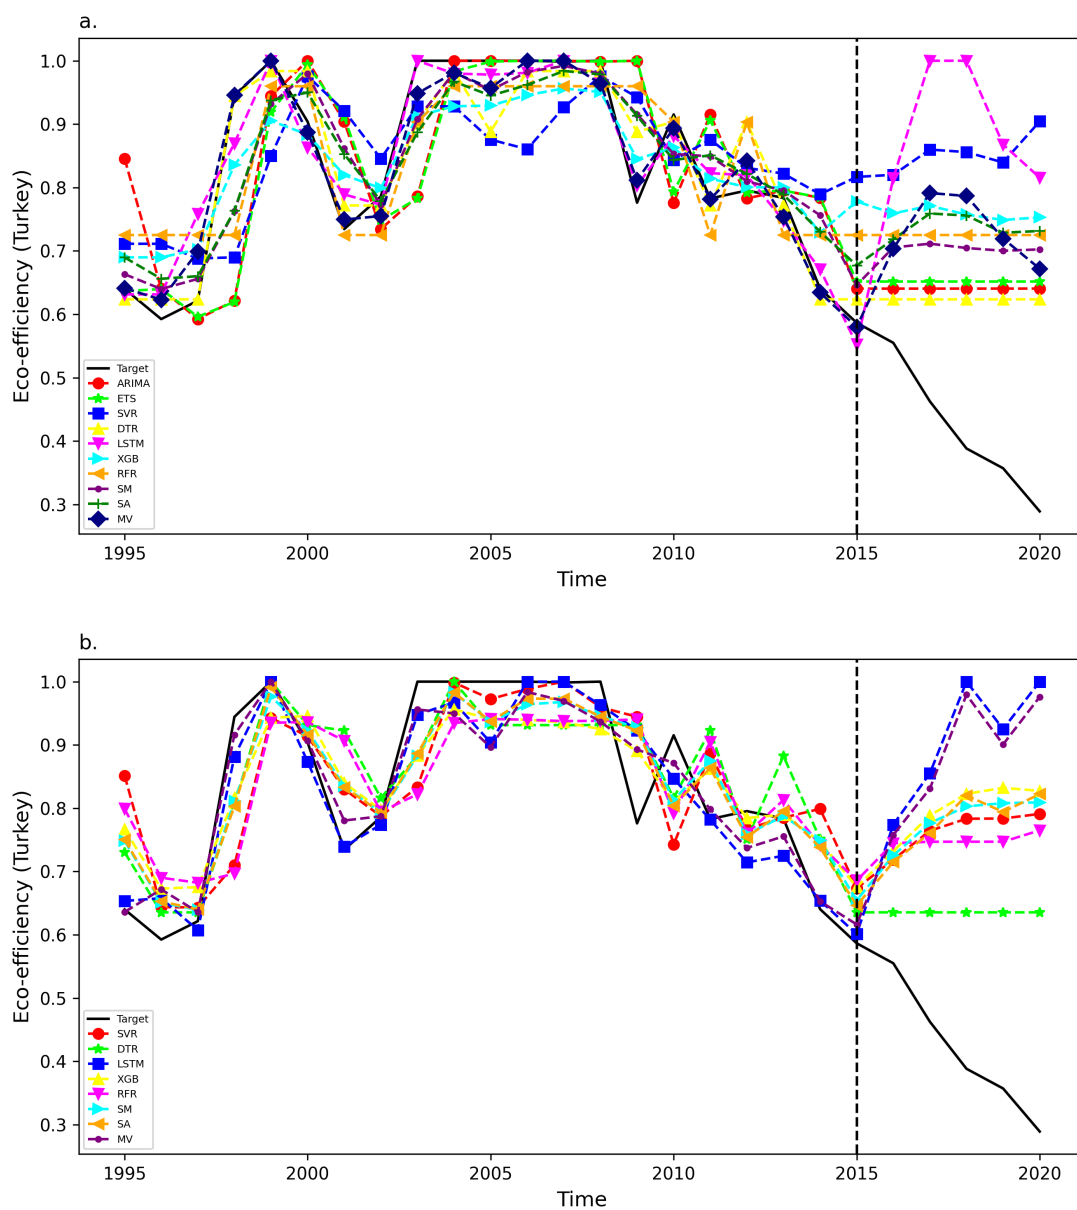 a.
Eco-efficiency (Turkey)
1.0
0.9
0.8
0.7
0.6
0.5
0.4
0.3
Target
ARIMA
ETS
SVR
DTR
LSTM
XGB
RFR
SM
SA
MV
1995
2000
2005
2010
2015
2020
Time
b.
Eco-efficiency (Turkey)
1.0
0.9
0.8
0.7
0.6
0.5
0.4
0.3
Target
SVR
DTR
LSTM
XGB
RFR
SM
SA
MV
1995
2000
2005
2010
2015
2020
Time